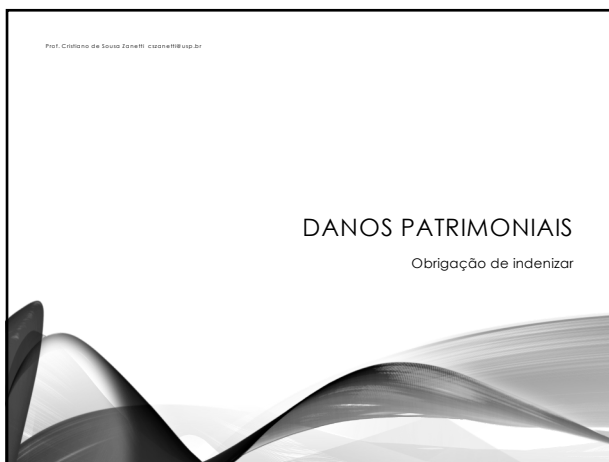 Prof. Cristiano de Sousa Zanetti cszanetti@usp.br
DANOS PATRIMONIAIS
Obrigação de indenizar